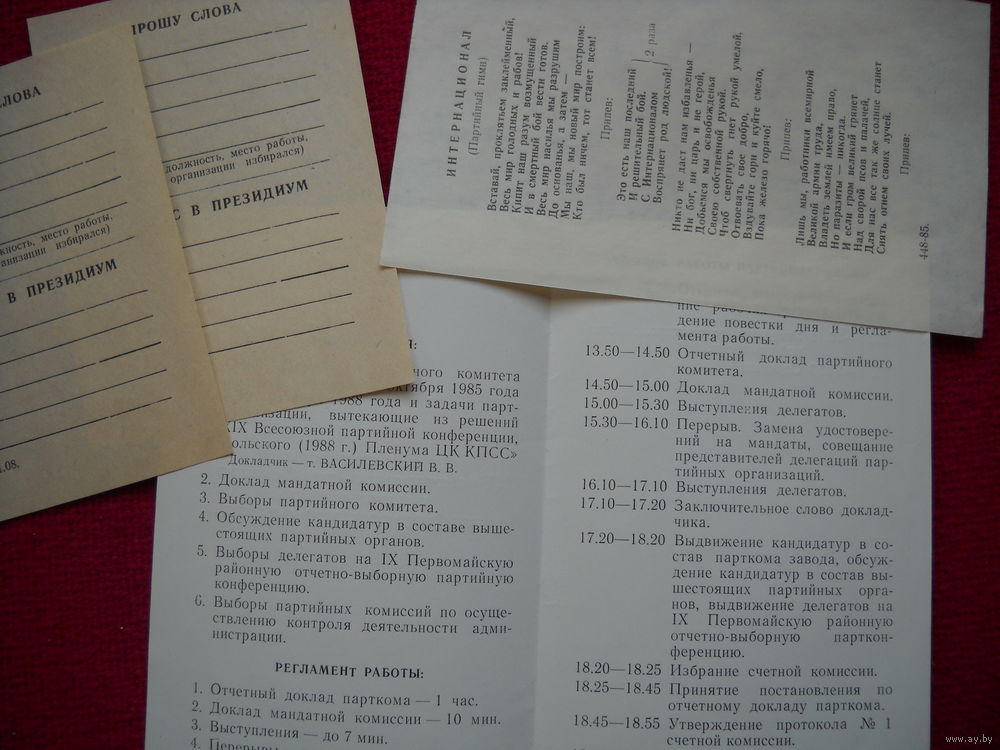 ПРОШУ СЛОВА
должность, место работы,
организации избирался)
С В ПРЕЗИДИУМ
СЛОВА
жность, место работы,
анизации избирался)
В ПРЕЗИДИУМ
.08.
ИНТЕРНАЦИОНАЛ
(Партийный гимн)
Вставай, проклятьем заклейменный,
Весь мир голодных и рабов!
Кипит наш разум возмущенный
И в смертный бой вести готов.
Весь мир насилья мы разрушим
До основанья, а затем —
Мы наш, мы новый мир построим:
Кто был ничем, тот станет всем!
Припев:
Это есть наш последний
И решительный бой.
С Интернационалом
Воспрянет род людской!
2 раза
Никто не даст нам избавленья —
Ни бог, ни царь и не герой,
Добьемся мы освобожденья
Своею собственной рукой.
Чтоб свергнуть гнет рукой умелой,
Отвоевать свое добро,
Вздувайте горн и куйте смело,
Пока железо горячо!
Припев:
Лишь мы, работники всемирной
Великой армии труда,
Владеть землей имеем право,
Но паразиты — никогда.
И если гром великий грянет
Над сворой псов и палачей,
Для нас все так же солнце станет
Сиять огнем своих лучей.
Припев:
448-85.
:
ного комитета
октября 1985 года
1988 года и задачи парт-
изации, вытекающие из решений
XIX Всесоюзной партийной конференции,
ольского (1988 г.) Пленума ЦК КПСС»
Докладчик — т. ВАСИЛЕВСКИЙ В. В.
2. Доклад мандатной комиссии.
3. Выборы партийного комитета.
4. Обсуждение кандидатур в составе выше-
стоящих партийных органов.
5. Выборы делегатов на IX Первомайскую
районную отчетно-выборную партийную
конференцию.
6. Выборы партийных комиссий по осуще-
ствлению контроля деятельности адми-
нистрации.
РЕГЛАМЕНТ РАБОТЫ:
1. Отчетный доклад парткома — 1 час.
2. Доклад мандатной комиссии — 10 мин.
3. Выступления — до 7 мин.
4. Перерывы
дение повестки дня и регла-
мента работы.
13.50—14.50 Отчетный доклад партийного
комитета.
14.50—15.00 Доклад мандатной комиссии.
15.00—15.30 Выступления делегатов.
15.30—16.10 Перерыв. Замена удостовере-
ний на мандаты, совещание
представителей делегаций пар-
тийных организаций.
16.10—17.10 Выступления делегатов.
17.10—17.20 Заключительное слово доклад-
чика.
17.20—18.20 Выдвижение кандидатур в со-
став парткома завода, обсуж-
дение кандидатур в состав вы-
шестоящих партийных орга-
нов, выдвижение делегатов на
IX Первомайскую районную
отчетно-выборную парткон-
ференцию.
18.20—18.25 Избрание счетной комиссии.
18.25—18.45 Принятие постановления по
отчетному докладу парткома.
18.45—18.55 Утверждение протокола № 1
счетной комиссии.
www.ay.by